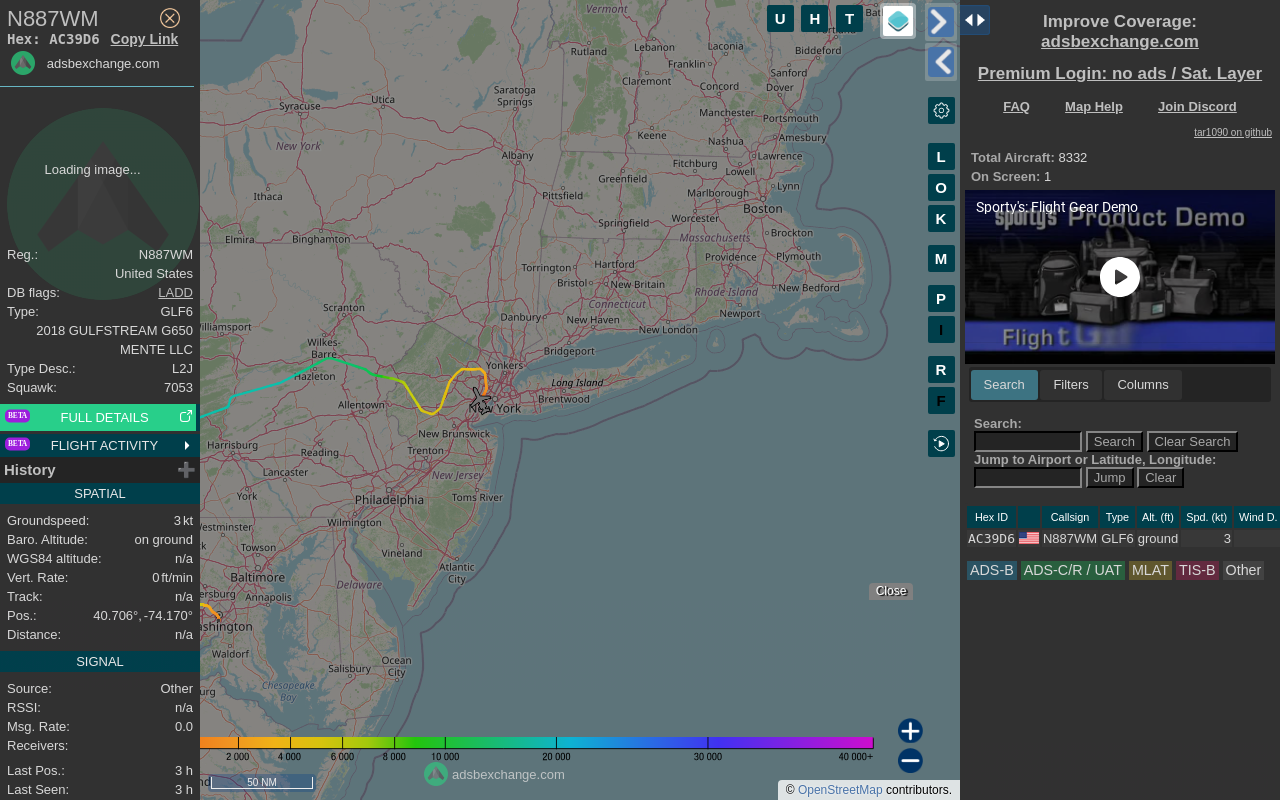 N887WM
Hex: AC39D6 Copy Link
adsbexchange.com
Loading image...
Reg.: N887WM
United States
DB flags: LADD
Type: GLF6
2018 GULFSTREAM G650
MENTE LLC
Type Desc.: L2J
Squawk: 7053
BETA FULL DETAILS
BETA FLIGHT ACTIVITY
History
SPATIAL
Groundspeed: 3 kt
Baro. Altitude: on ground
WGS84 altitude: n/a
Vert. Rate: 0 ft/min
Track: n/a
Pos.: 40.706°, -74.170°
Distance: n/a
SIGNAL
Source: Other
RSSI: n/a
Msg. Rate: 0.0
Receivers:
Last Pos.: 3 h
Last Seen: 3 h
U H T
L
O
K
M
P
I
R
F
Vermont
Rutland
Lebanon
Laconia
Portland
Biddeford
Franklin
Claremont
Sanford
Concord
Dover
Saratoga
Springs
Syracuse
Utica
Manchester
Portsmouth
Keene
Nashua
Amesbury
New York
Albany
Fitchburg
Lawrence
Lowell
Greenfield
Ithaca
Pittsfield
Marlborough
Lynn
Worcester
Boston
Springfield
Elmira
Binghamton
Massachusetts
Brockton
Torrington
Hartford
Providence
Plymouth
Bristol
New Britain
New Bedford
Rhode Island
Scranton
Connecticut
Newport
Danbury
New Haven
New London
Williamsport
Wilkes-
Barre
Bridgeport
Yonkers
Hazleton
Long Island
Allentown
Brentwood
New York
New Brunswick
Harrisburg
Reading
Trenton
Lancaster
New Jersey
York
Philadelphia
Toms River
Westminster
Wilmington
Towson
Vineland
Baltimore
Atlantic
City
Delaware
Annapolis
Washington
Waldorf
Salisbury
Ocean
City
Chesapeake
Bay
Close
2 000 4 000 6 000 8 000 10 000 20 000 30 000 40 000+
50 NM
adsbexchange.com
© OpenStreetMap contributors.
Improve Coverage:
adsbexchange.com
Premium Login: no ads / Sat. Layer
FAQ Map Help Join Discord
tar1090 on github
Total Aircraft: 8332
On Screen: 1
Sporty's: Flight Gear Demo
sporty's Product Demo
Flight
Search Filters Columns
Search:
Search Clear Search
Jump to Airport or Latitude, Longitude:
Jump Clear
Hex ID Callsign Type Alt. (ft) Spd. (kt) Wind D.
AC39D6 N887WM GLF6 ground 3
ADS-B ADS-C/R / UAT MLAT TIS-B Other